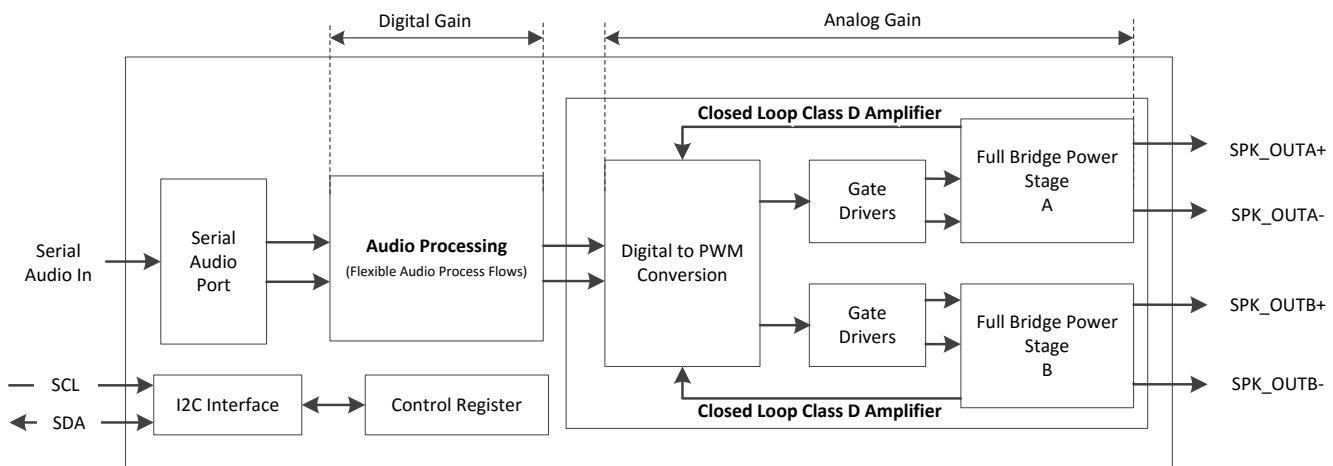 Digital Gain
Analog Gain
Closed Loop Class D Amplifier
Serial
Audio In
Serial
Audio
Port
Audio Processing
(Flexible Audio Process Flows)
Digital to PWM
Conversion
Gate
Drivers
Full Bridge Power
Stage
A
SPK_OUTA+
SPK_OUTA-
Gate
Drivers
Full Bridge Power
Stage
B
SPK_OUTB+
SPK_OUTB-
SCL
SDA
I2C Interface
Control Register
Closed Loop Class D Amplifier